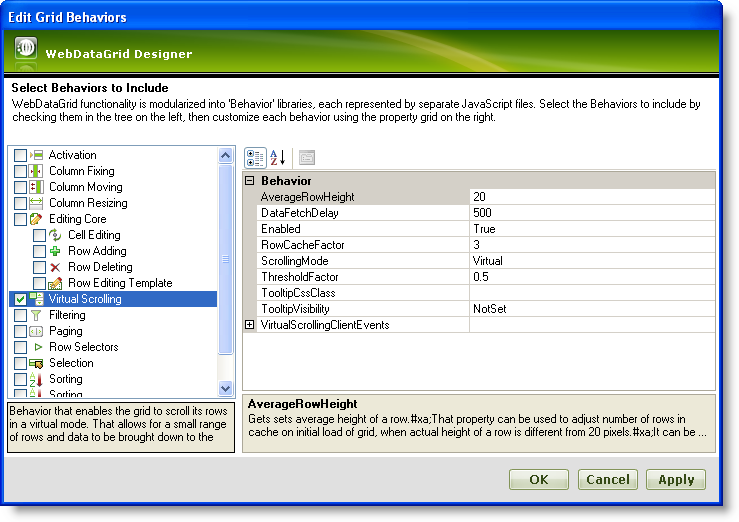 Edit Grid Behaviors
WebDataGrid Designer
Select Behaviors to Include
WebDataGrid functionality is modularized into 'Behavior' libraries, each represented by separate JavaScript files. Select the Behaviors to include by
checking them in the tree on the left, then customize each behavior using the property grid on the right.
Activation
Column Fixing
Column Moving
Column Resizing
Editing Core
Cell Editing
Row Adding
Row Deleting
Row Editing Template
Virtual Scrolling
Filtering
Paging
Row Selectors
Selection
Sorting
Sorting
Behavior that enables the grid to scroll its rows
in a virtual mode. That allows for a small range
of rows and data to be brought down to the
A
Z
Behavior
AverageRowHeight 20
DataFetchDelay 500
Enabled True
RowCacheFactor 3
ScrollingMode Virtual
ThresholdFactor 0.5
TooltipCssClass
TooltipVisibility NotSet
VirtualScrollingClientEvents
AverageRowHeight
Gets sets average height of a row.#xa;That property can be used to adjust number of rows in
cache on initial load of grid, when actual height of a row is different from 20 pixels.#xa;It can be ...
OK Cancel Apply